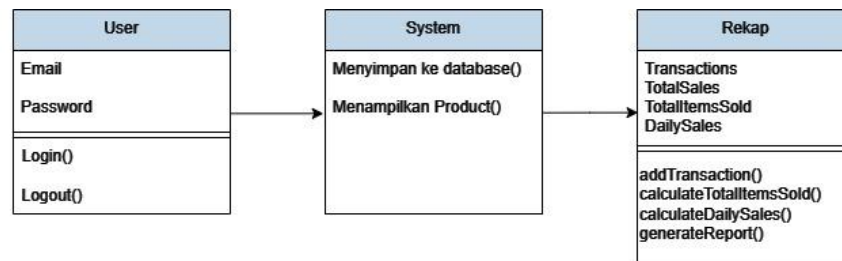 User
Email
Password
Login()
Logout()
System
Menyimpan ke database()
Menampilkan Product()
Rekap
Transactions
TotalSales
TotalItemsSold
DailySales
addTransaction()
calculateTotalItemsSold()
calculateDailySales()
generateReport()